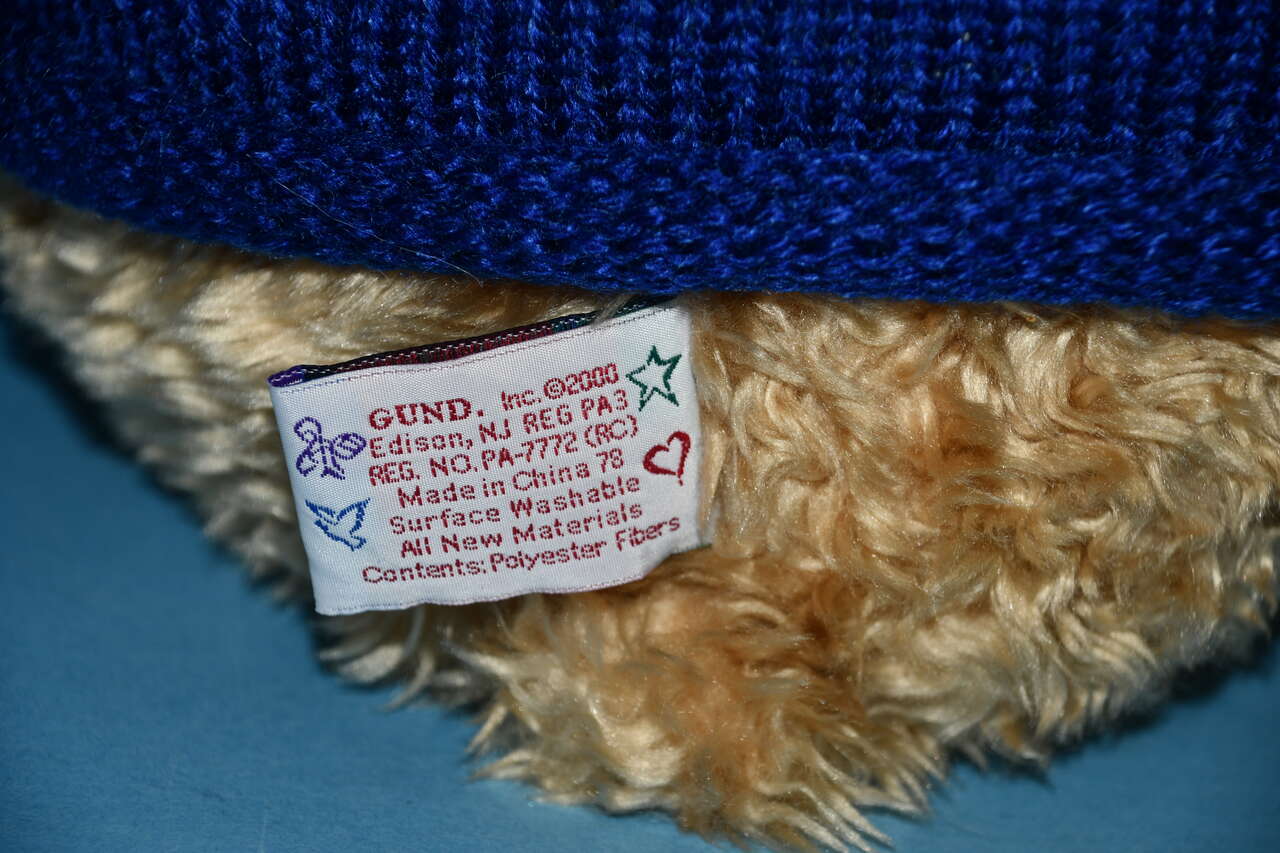 GUND. Inc.©2000
Edison, NJ REG PA3
REG. NO. PA-7772 (RC)
Made in China 78
Surface Washable
All New Materials
Contents: Polyester Fibers